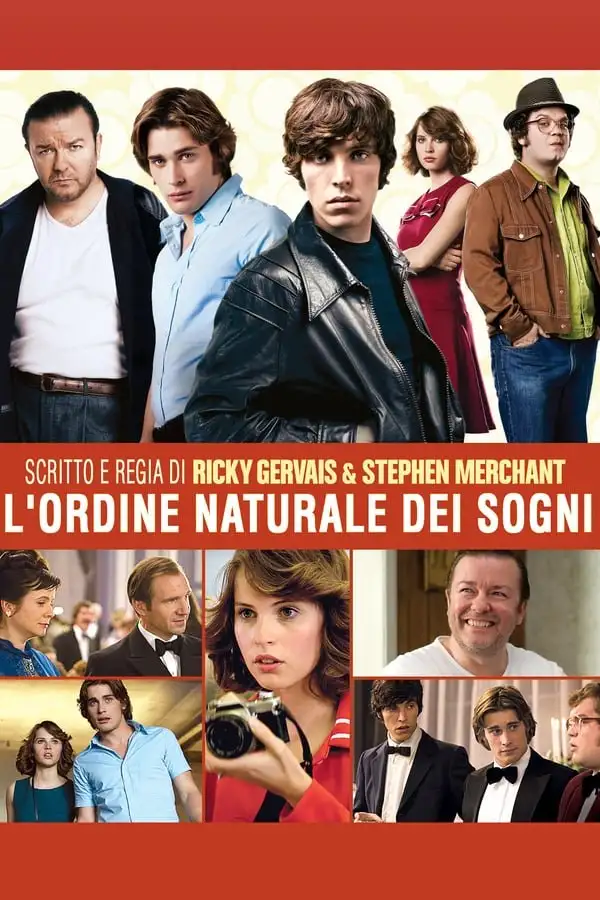 SCRITTO E REGIA DI RICKY GERVAIS & STEPHEN MERCHANT
L'ORDINE NATURALE DEI SOGNI